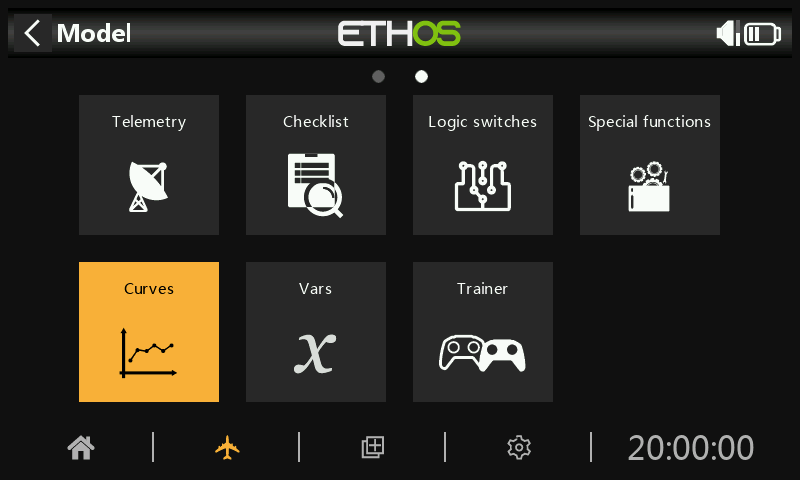 Model
ETHOS
Telemetry
Checklist
Logic switches
Special functions
Curves
Vars
Trainer
x
20:00:00